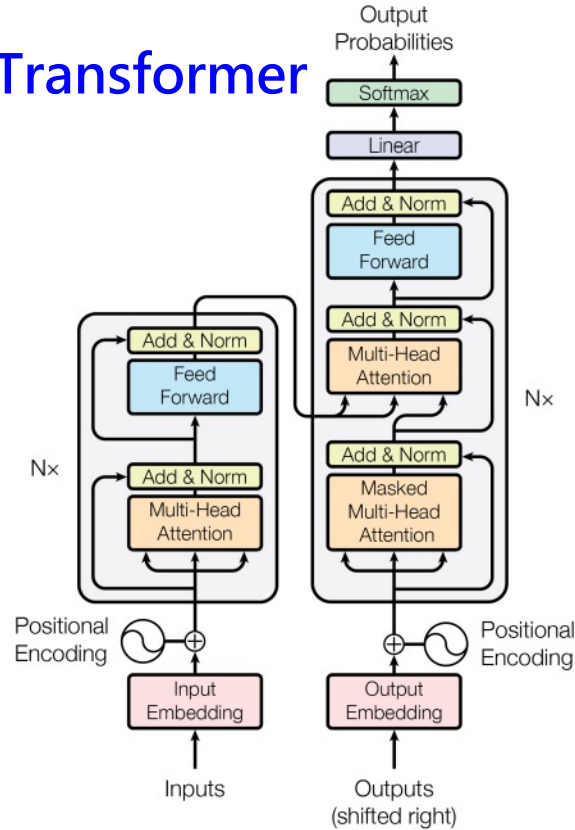 Transformer
Output
Probabilities
Softmax
Linear
Add & Norm
Feed
Forward
Add & Norm
Multi-Head
Attention
Add & Norm
Masked
Multi-Head
Attention
Nx
Add & Norm
Feed
Forward
Add & Norm
Multi-Head
Attention
Nx
Positional
Encoding
Positional
Encoding
Input
Embedding
Output
Embedding
Inputs
Outputs
(shifted right)